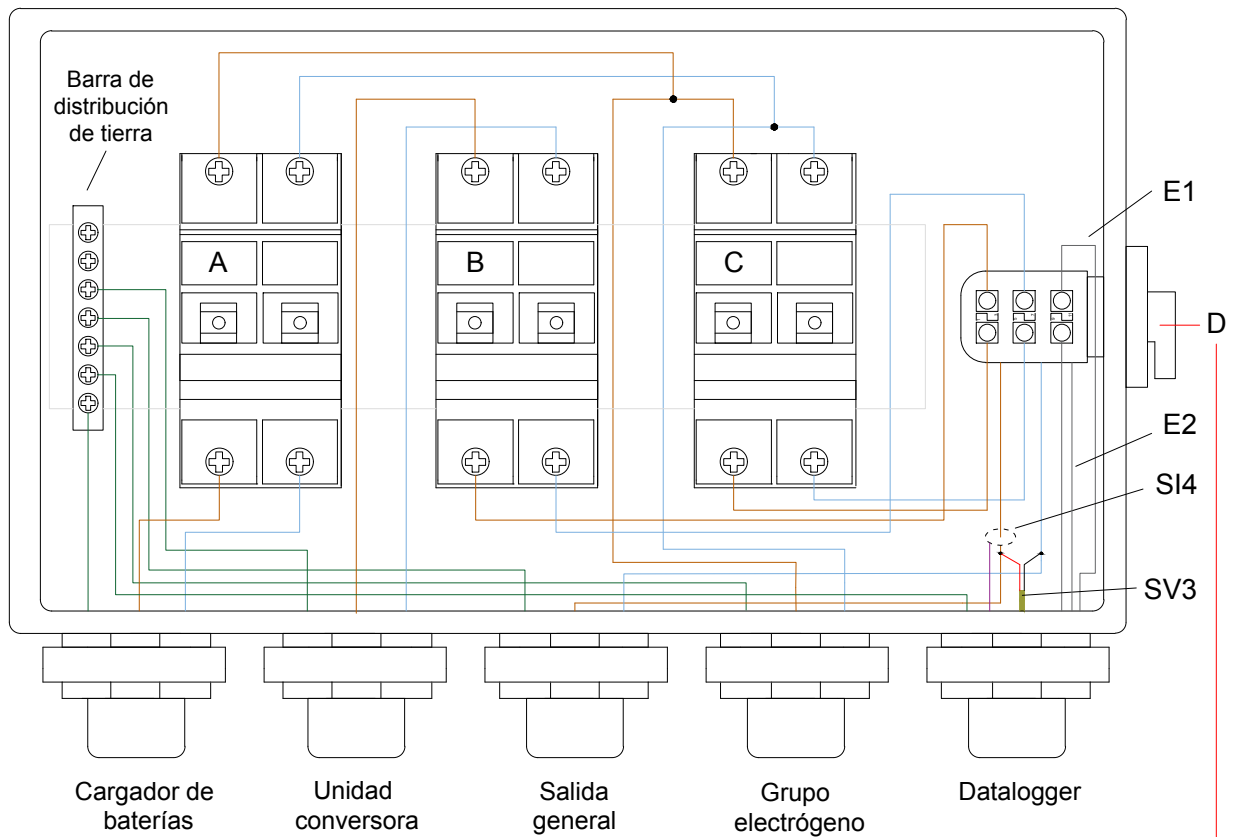 Barra de
distribución
de tierra
E1
A
B
C
D
E2
SI4
SV3
Cargador de
baterías
Unidad
conversora
Salida
general
Grupo
electrógeno
Datalogger